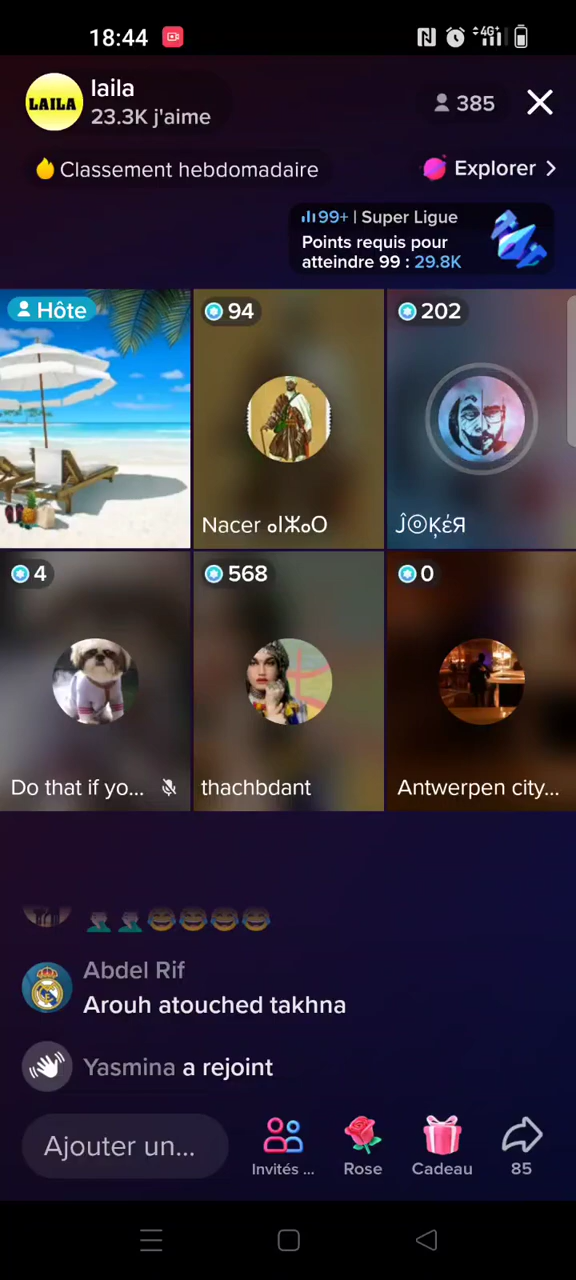 18:44
4G+
LAILA
laila
23.3K j'aime
385
Classement hebdomadaire
Explorer
99+ | Super Ligue
Points requis pour
atteindre 99 : 29.8K
Hôte
94
202
Nacer ⴰⵏⵣⴰⵔ
ĴⓄĶέЯ
4
568
0
Do that if yo...
thachbdant
Antwerpen city...
Abdel Rif
Arouh atouched takhna
Yasmina a rejoint
Ajouter un...
Invités ...
Rose
Cadeau
85